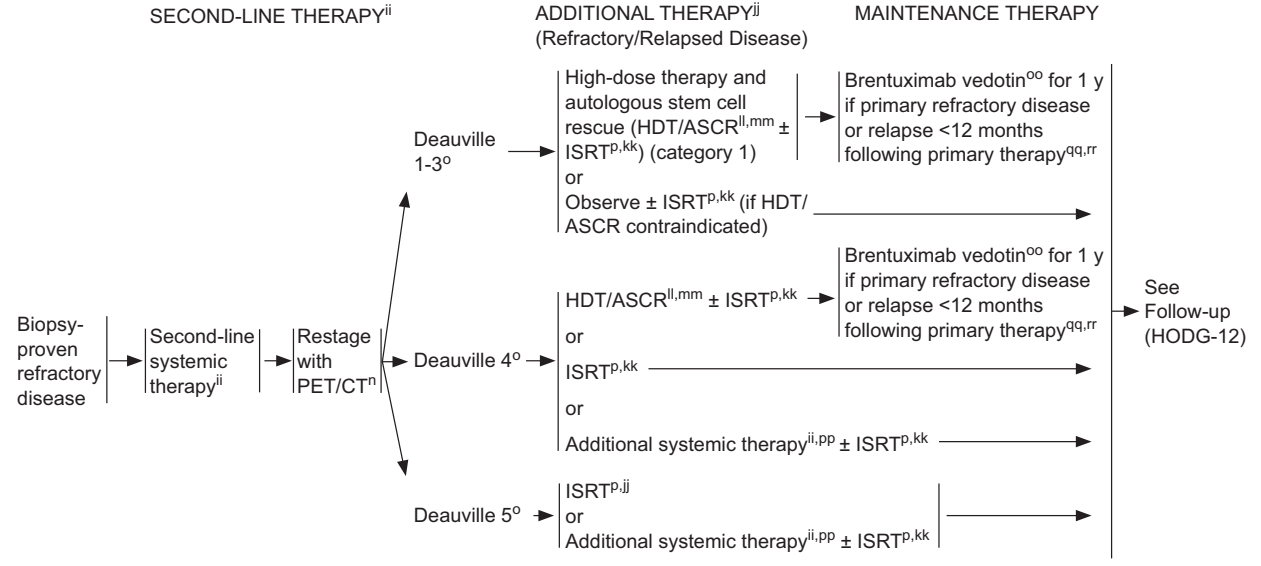 SECOND-LINE THERAPYii
ADDITIONAL THERAPYjj
(Refractory/Relapsed Disease)
MAINTENANCE THERAPY
Biopsy-
proven
refractory
disease
Second-line
systemic
therapyii
Restage
with
PET/CTn
Deauville
1-3o
High-dose therapy and
autologous stem cell
rescue (HDT/ASCRll,mm ±
ISRTp,kk) (category 1)
or
Observe ± ISRTp,kk (if HDT/
ASCR contraindicated)
Brentuximab vedotinoo for 1 y
if primary refractory disease
or relapse <12 months
following primary therapyqq,rr
Deauville 4o
HDT/ASCRll,mm ± ISRTp,kk
or
ISRTp,kk
or
Additional systemic therapyii,pp ± ISRTp,kk
Brentuximab vedotinoo for 1 y
if primary refractory disease
or relapse <12 months
following primary therapyqq,rr
Deauville 5o
ISRTp,jj
or
Additional systemic therapyii,pp ± ISRTp,kk
See
Follow-up
(HODG-12)